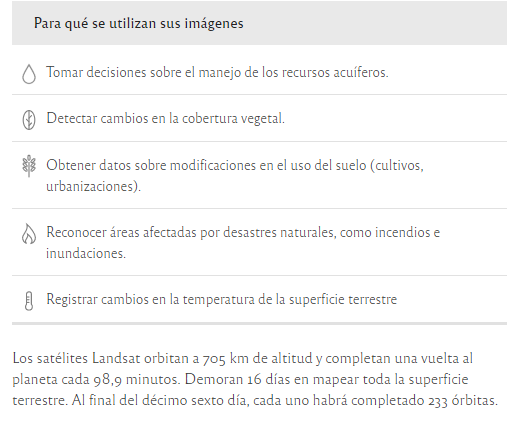 Para qué se utilizan sus imágenes
Tomar decisiones sobre el manejo de los recursos acuíferos.
Detectar cambios en la cobertura vegetal.
Obtener datos sobre modificaciones en el uso del suelo (cultivos,
urbanizaciones).
Reconocer áreas afectadas por desastres naturales, como incendios e
inundaciones.
Registrar cambios en la temperatura de la superficie terrestre
Los satélites Landsat orbitan a 705 km de altitud y completan una vuelta al
planeta cada 98,9 minutos. Demoran 16 días en mapear toda la superficie
terrestre. Al final del décimo sexto día, cada uno habrá completado 233 órbitas.